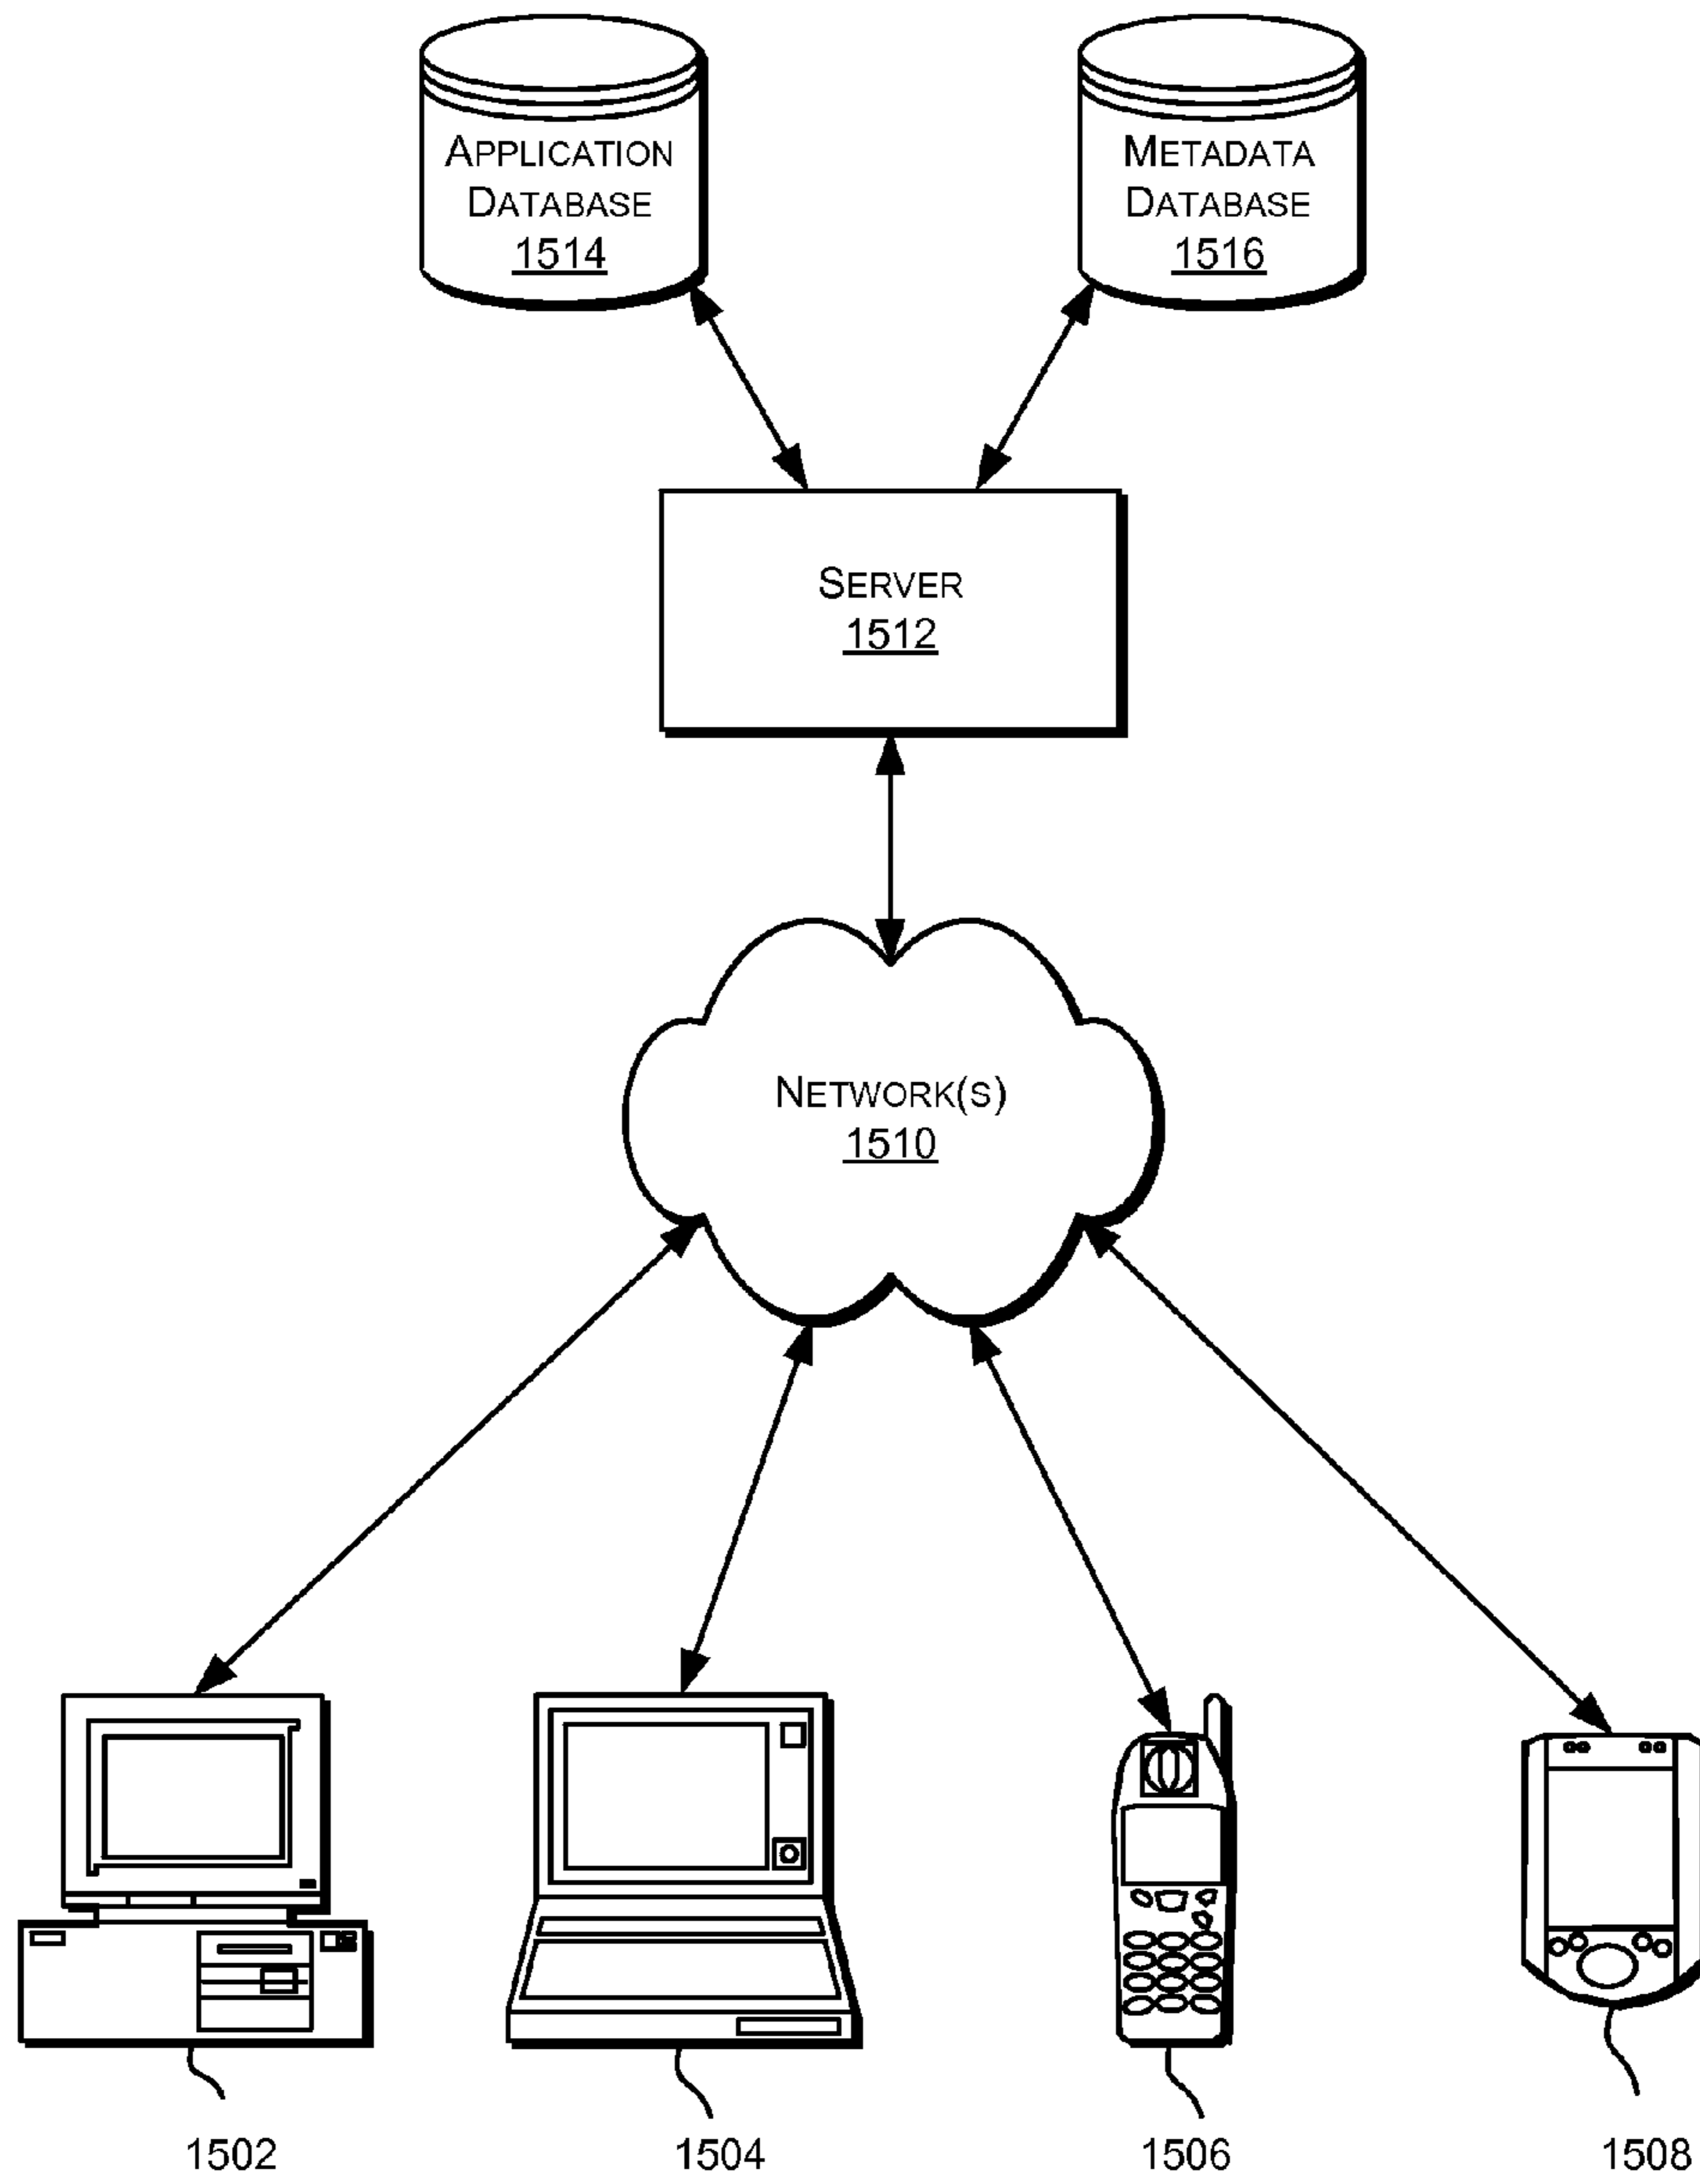 APPLICATION
DATABASE
1514
METADATA
DATABASE
1516
SERVER
1512
NETWORK(S)
1510
1502
1504
1506
1508